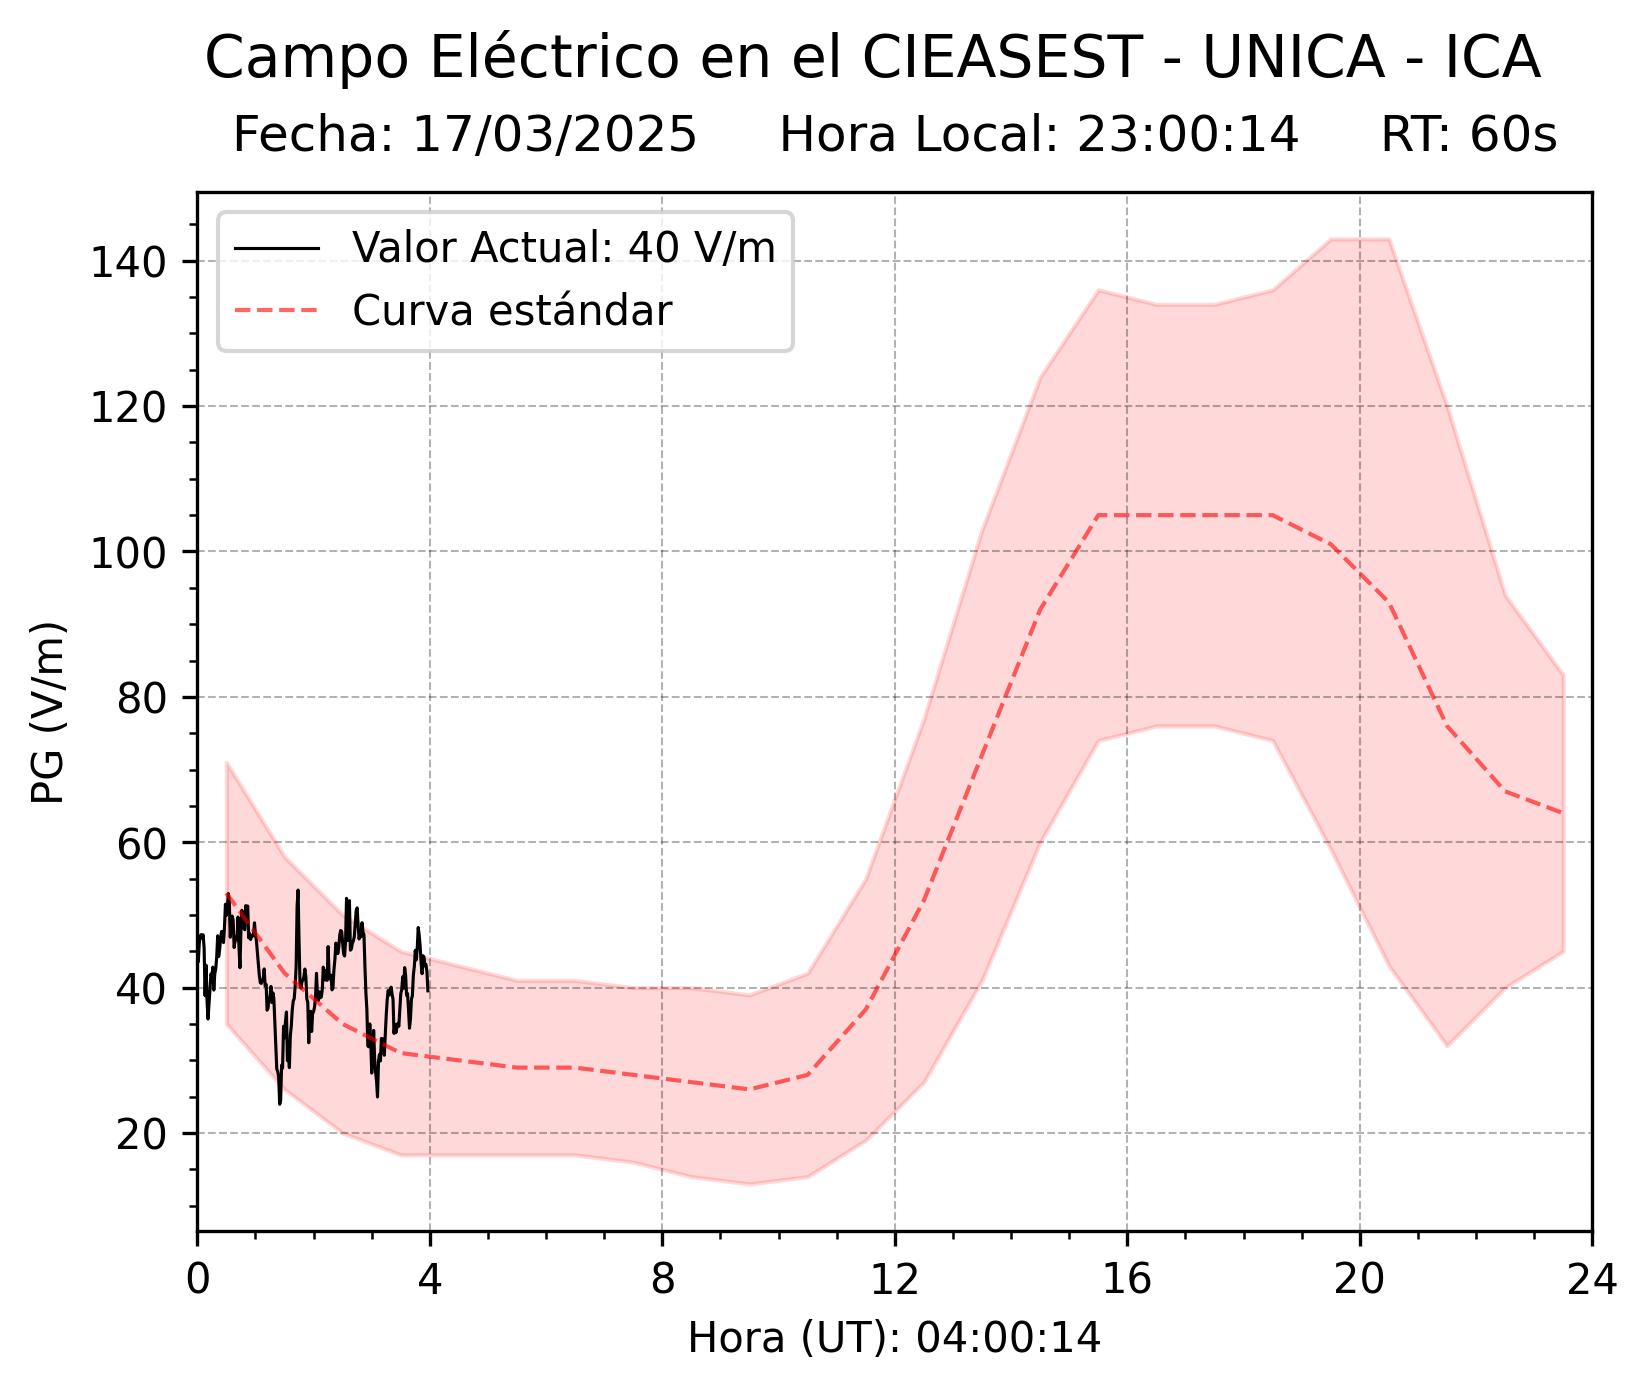 Campo Eléctrico en el CIEASEST - UNICA - ICA
Fecha: 17/03/2025 Hora Local: 23:00:14 RT: 60s
Valor Actual: 40 V/m
Curva estándar
140
120
100
80
60
40
20
PG (V/m)
0 4 8 12 16 20 24
Hora (UT): 04:00:14